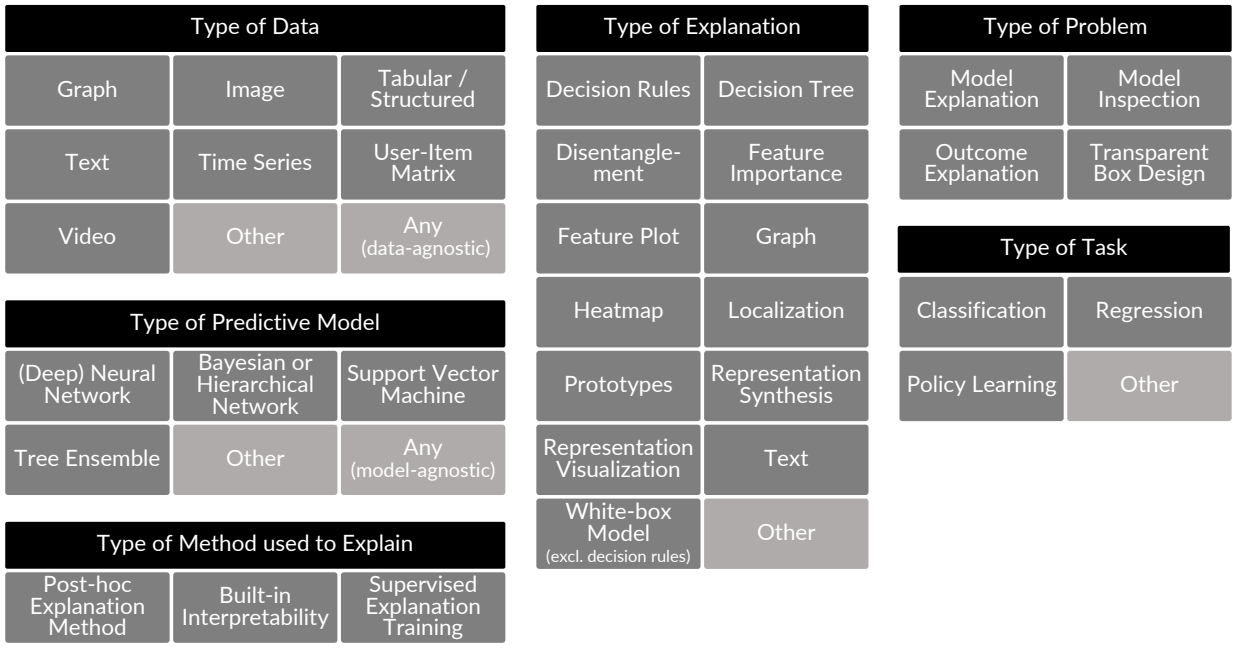 Type of Data
Graph
Image
Tabular /
Structured
Text
Time Series
User-Item
Matrix
Video
Other
Any
(data-agnostic)
Type of Predictive Model
(Deep) Neural
Network
Bayesian or
Hierarchical
Network
Support Vector
Machine
Tree Ensemble
Other
Any
(model-agnostic)
Type of Method used to Explain
Post-hoc
Explanation
Method
Built-in
Interpretability
Supervised
Explanation
Training
Type of Explanation
Decision Rules
Decision Tree
Disentangle-
ment
Feature
Importance
Feature Plot
Graph
Heatmap
Localization
Prototypes
Representation
Synthesis
Representation
Visualization
Text
White-box
Model
(excl. decision rules)
Other
Type of Problem
Model
Explanation
Model
Inspection
Outcome
Explanation
Transparent
Box Design
Type of Task
Classification
Regression
Policy Learning
Other